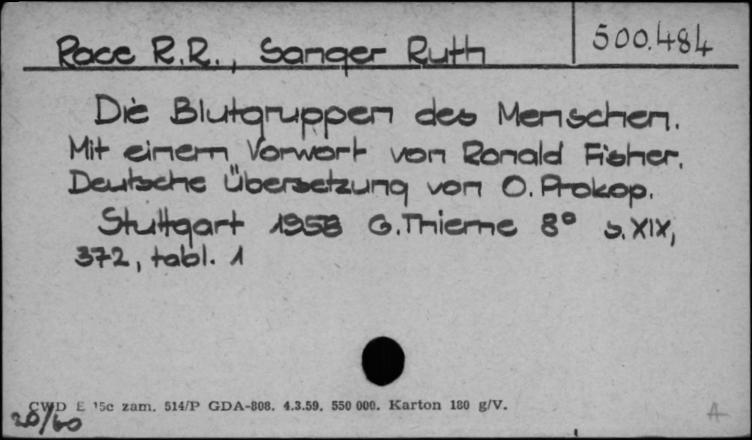 Race R.R., Sanger Ruth 500.484
Die Blutgruppen des Menschen.
Mit einem Vorwort von Ronald Fisher.
Deutsche Übersetzung von O. Prokop.
Stuttgart 1958 G. Thieme 8° s. XIX,
372, tabl. 1
CWD E 15c zam. 514/P GDA-808. 4.3.59. 550 000. Karton 180 g/V.
20/60
A